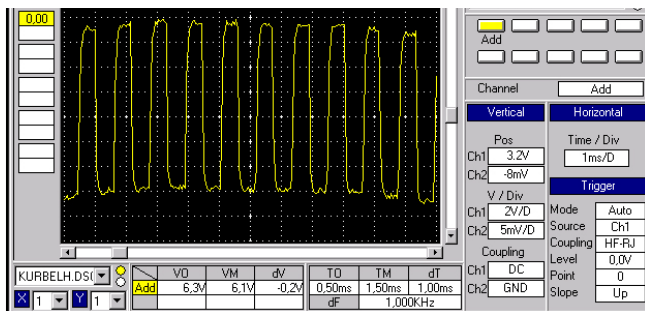 0,00
Add
Channel Add
Vertical Horizontal
Pos Time / Div
Ch1 3.2V 1ms/D
Ch2 -8mV
Trigger
V / Div
Ch1 2V/D Mode Auto
Ch2 5mV/D Source Ch1
Coupling HF-RJ
Coupling Level 0,0V
Ch1 DC Point 0
Ch2 GND Slope Up
KURBELH.DS(
VO VM dV TO TM dT
Add 6,3V 6,1V -0,2V 0,50ms 1,50ms 1,00ms
X 1 Y 1 dF 1,000KHz